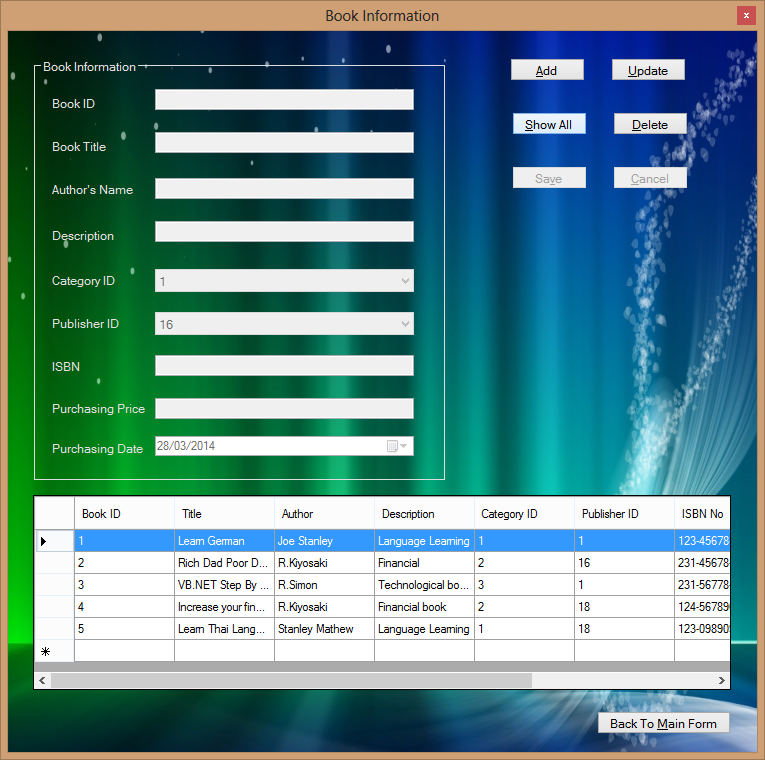 Book Information
x
Book Information
Book ID
Book Title
Author's Name
Description
Category ID 1
Publisher ID 16
ISBN
Purchasing Price
Purchasing Date 28/03/2014
Add Update
Show All Delete
Save Cancel
Book ID Title Author Description Category ID Publisher ID ISBN No
1 Learn German Joe Stanley Language Learning 1 1 123-45678
2 Rich Dad Poor D... R.Kiyosaki Financial 2 16 231-45678
3 VB.NET Step By ... R.Simon Technological bo... 3 1 231-56778
4 Increase your fin... R.Kiyosaki Financial book 2 18 124-56789
5 Learn Thai Lang... Stanley Mathew Language Learning 1 18 123-09890
Back To Main Form